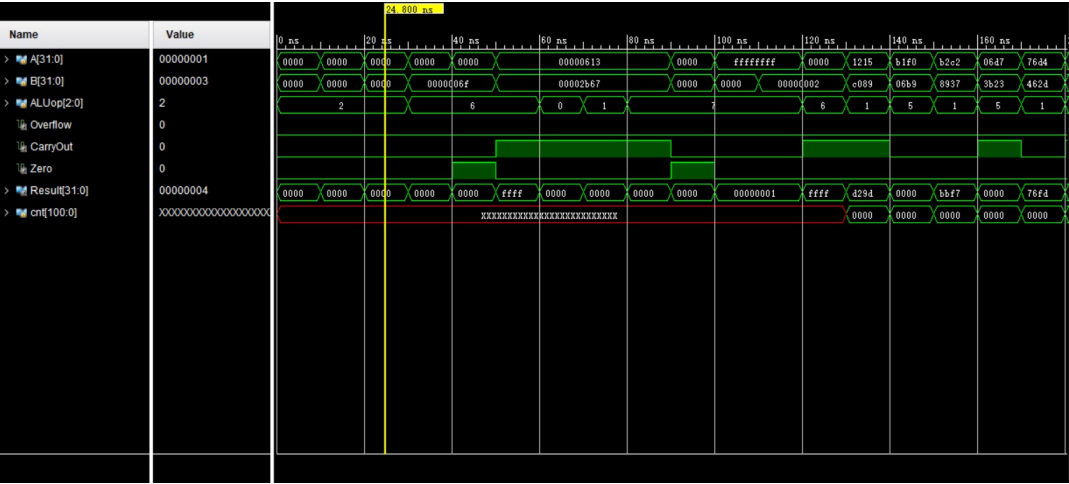 24.800 ns
Name Value 0 ns 20 ns 40 ns 60 ns 80 ns 100 ns 120 ns 140 ns 160 ns
A[31:0] 00000001 0000 0000 0000 0000 0000 00000613 0000 ffffffff 0000 1215 b1f0 b2c2 06d7 76d4
B[31:0] 00000003 0000 0000 0000 0000006f 00002b67 0000 0000 00000002 c089 06b9 8937 3b23 462d
ALUop[2:0] 2 2 6 0 1 7 6 1 5 1 5 1
Overflow 0
CarryOut 0
Zero 0
Result[31:0] 00000004 0000 0000 0000 0000 0000 ffff 0000 0000 0000 0000 00000001 ffff d29d 0000 bbf7 0000 76fd
cnt[100:0] XXXXXXXXXXXXXXXXXXX XXXXXXXXXXXXXXXXXXXXXXXXXX 0000 0000 0000 0000 0000